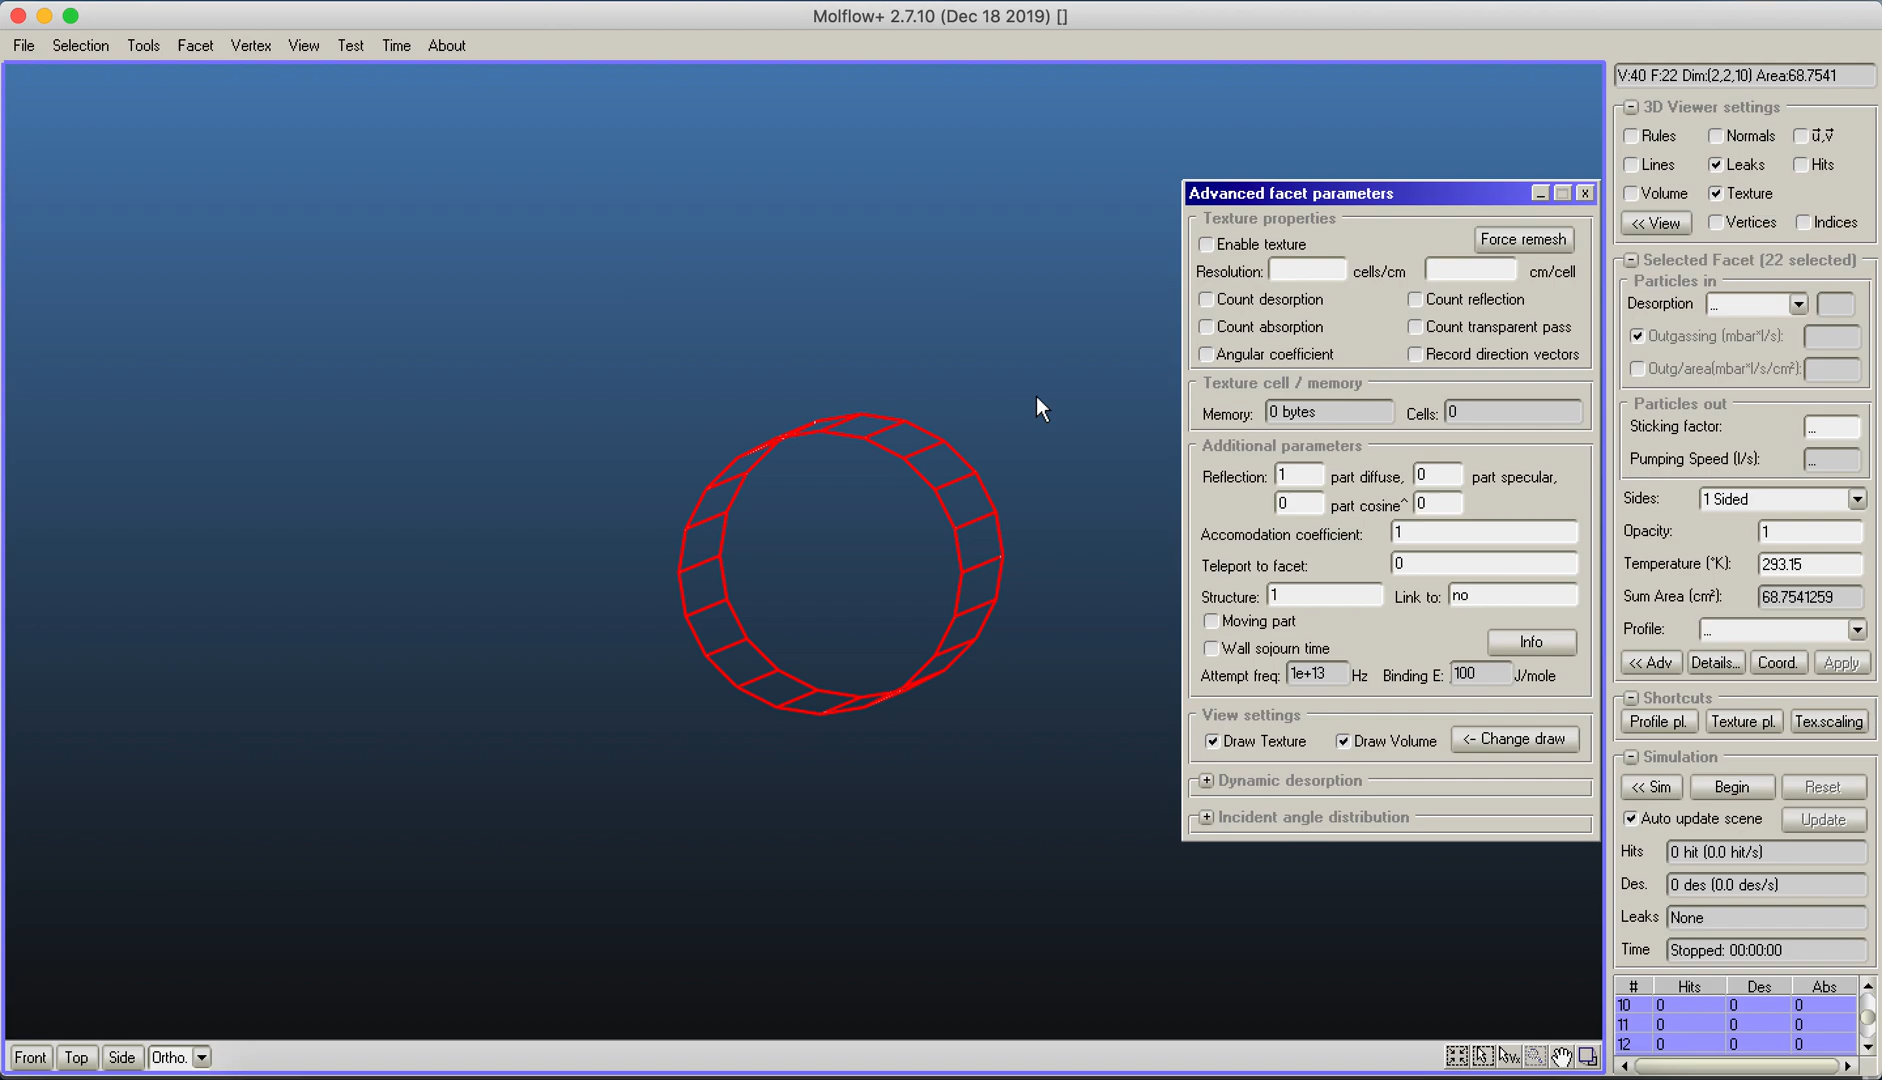 Molflow+ 2.7.10 (Dec 18 2019) []
File Selection Tools Facet Vertex View Test Time About
V:40 F:22 Dim:(2,2,10) Area:68.7541
3D Viewer settings
Rules Normals u,v
Lines Leaks Hits
Volume Texture
<< View Vertices Indices
Advanced facet parameters
Texture properties
Enable texture Force remesh
Resolution: cells/cm cm/cell
Count desorption Count reflection
Count absorption Count transparent pass
Angular coefficient Record direction vectors
Texture cell / memory
Memory: 0 bytes Cells: 0
Additional parameters
Reflection: 1 part diffuse, 0 part specular,
0 part cosine^ 0
Accomodation coefficient: 1
Teleport to facet: 0
Structure: 1 Link to: no
Moving part
Wall sojourn time Info
Attempt freq: 1e+13 Hz Binding E: 100 J/mole
View settings
Draw Texture Draw Volume <- Change draw
Dynamic desorption
Incident angle distribution
Selected Facet (22 selected)
Particles in
Desorption ...
Outgassing (mbar*l/s):
Outg/area(mbar*l/s/cm²):
Particles out
Sticking factor: ...
Pumping Speed (l/s): ...
Sides: 1 Sided
Opacity: 1
Temperature (°K): 293.15
Sum Area (cm²): 68.7541259
Profile: ...
<< Adv Details... Coord. Apply
Shortcuts
Profile pl. Texture pl. Tex.scaling
Simulation
<< Sim Begin Reset
Auto update scene Update
Hits 0 hit (0.0 hit/s)
Des. 0 des (0.0 des/s)
Leaks None
Time Stopped: 00:00:00
# Hits Des Abs
10 0 0 0
11 0 0 0
12 0 0 0
Front Top Side Ortho.
Vx